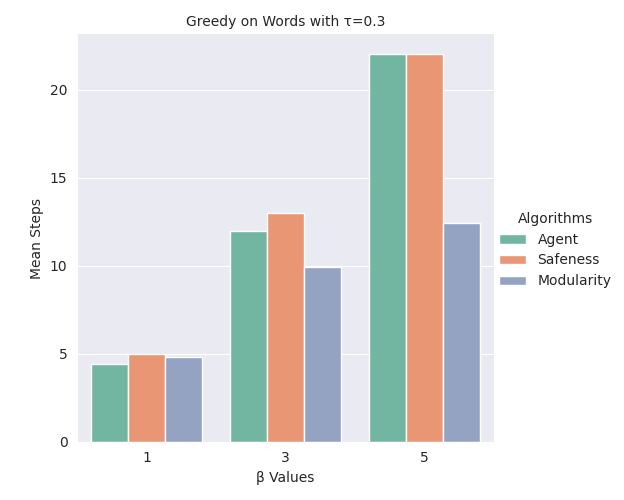 Greedy on Words with τ=0.3
Mean Steps
20
15
10
5
0
1
3
5
β Values
Algorithms
Agent
Safeness
Modularity